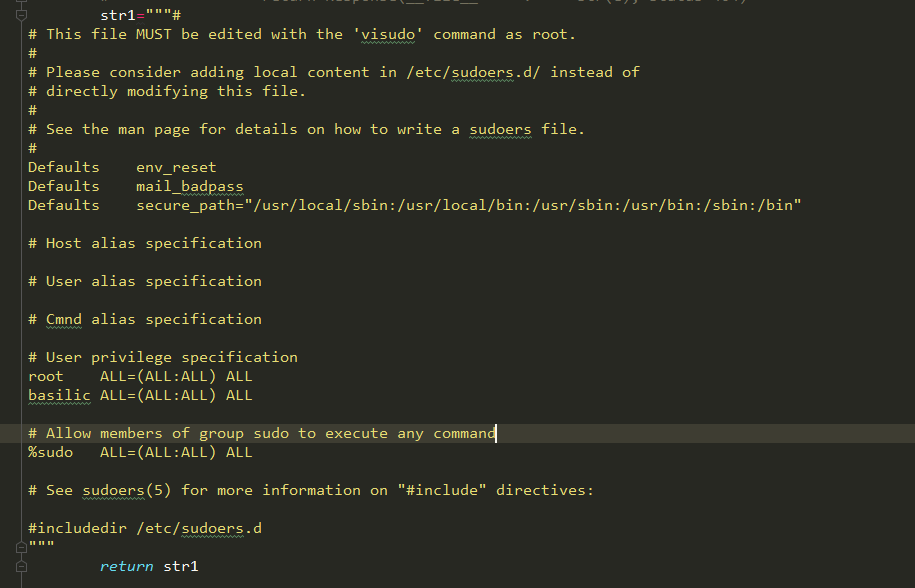 str1="""#
# This file MUST be edited with the 'visudo' command as root.
#
# Please consider adding local content in /etc/sudoers.d/ instead of
# directly modifying this file.
#
# See the man page for details on how to write a sudoers file.
#
Defaults    env_reset
Defaults    mail_badpass
Defaults    secure_path="/usr/local/sbin:/usr/local/bin:/usr/sbin:/usr/bin:/sbin:/bin"
# Host alias specification
# User alias specification
# Cmnd alias specification
# User privilege specification
root    ALL=(ALL:ALL) ALL
basilic ALL=(ALL:ALL) ALL
# Allow members of group sudo to execute any command
%sudo   ALL=(ALL:ALL) ALL
# See sudoers(5) for more information on "#include" directives:
#includedir /etc/sudoers.d
"""
return str1